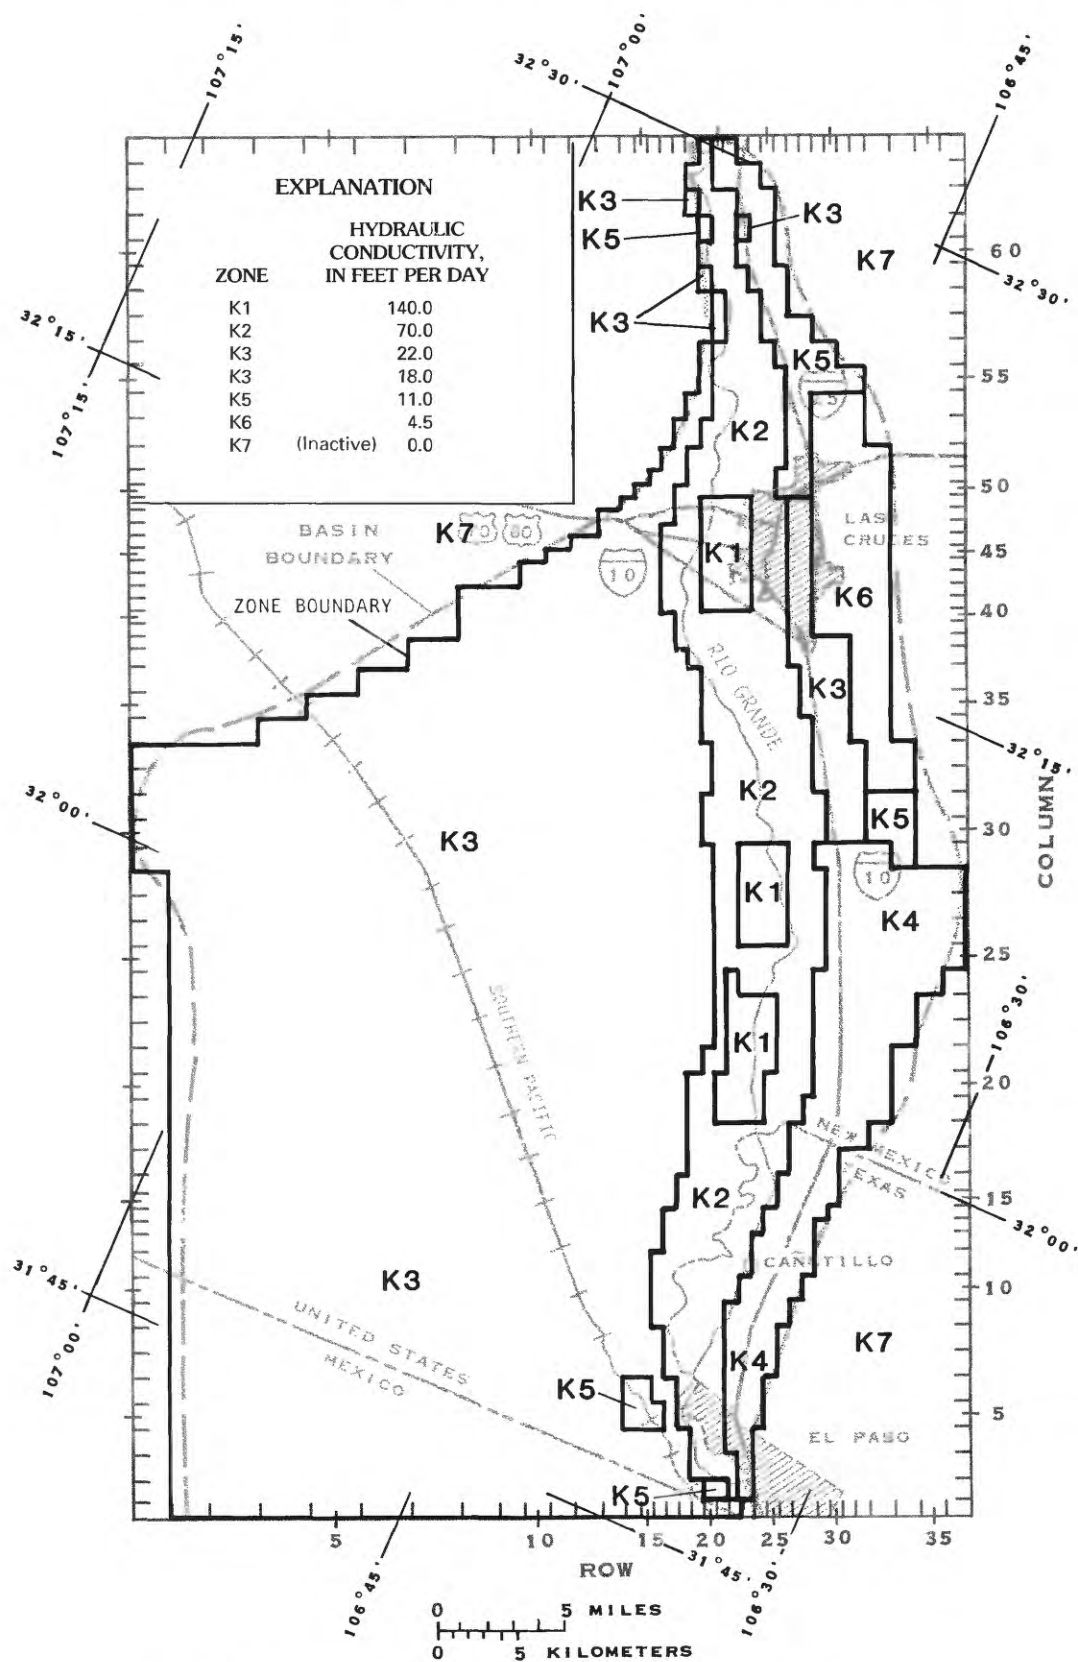 107°15'
107°00'
32°30'
106°45'
EXPLANATION
HYDRAULIC
CONDUCTIVITY,
ZONE IN FEET PER DAY
K1 140.0
K2 70.0
K3 22.0
K3 18.0
K5 11.0
K6 4.5
K7 (Inactive) 0.0
K3
K5
K3
K3
K7
60
32°30'
32°15'
107°15'
K5
55
25
K2
50
BASIN
BOUNDARY
K7
70 80
10
K1
LAS
CRUCES
45
ZONE BOUNDARY
K6
40
RIO GRANDE
K3
35
32°15'
32°00'
K3
K2
K5
30
COLUMN
K1
10
K4
25
SOUTHERN PACIFIC
K1
106°30'
20
NEW MEXICO
TEXAS
K2
15
32°00'
31°45'
K3
CANUTILLO
10
UNITED STATES
MEXICO
107°00'
K7
K5
K4
5
EL PASO
K5
5 10 15 20 25 30 35
ROW
31°45'
106°45'
106°30'
0 5 MILES
0 5 KILOMETERS